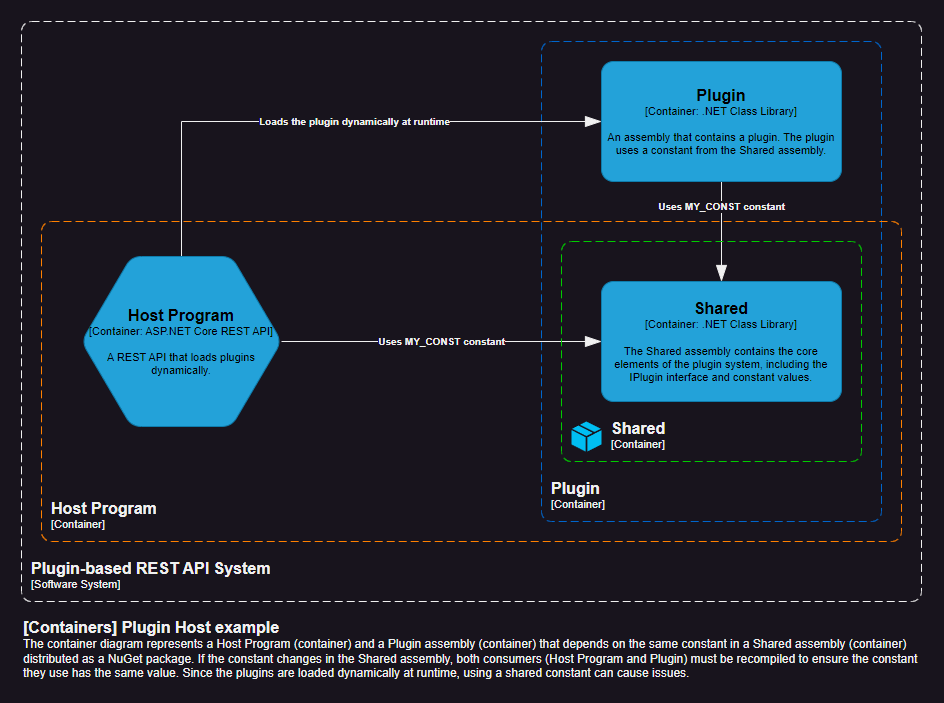 Plugin
[Container: .NET Class Library]
An assembly that contains a plugin. The plugin
uses a constant from the Shared assembly.
Loads the plugin dynamically at runtime
Uses MY_CONST constant
Host Program
[Container: ASP.NET Core REST API]
A REST API that loads plugins
dynamically.
Uses MY_CONST constant
Shared
[Container: .NET Class Library]
The Shared assembly contains the core
elements of the plugin system, including the
IPlugin interface and constant values.
Shared
[Container]
Plugin
[Container]
Host Program
[Container]
Plugin-based REST API System
[Software System]
[Containers] Plugin Host example
The container diagram represents a Host Program (container) and a Plugin assembly (container) that depends on the same constant in a Shared assembly (container)
distributed as a NuGet package. If the constant changes in the Shared assembly, both consumers (Host Program and Plugin) must be recompiled to ensure the constant
they use has the same value. Since the plugins are loaded dynamically at runtime, using a shared constant can cause issues.